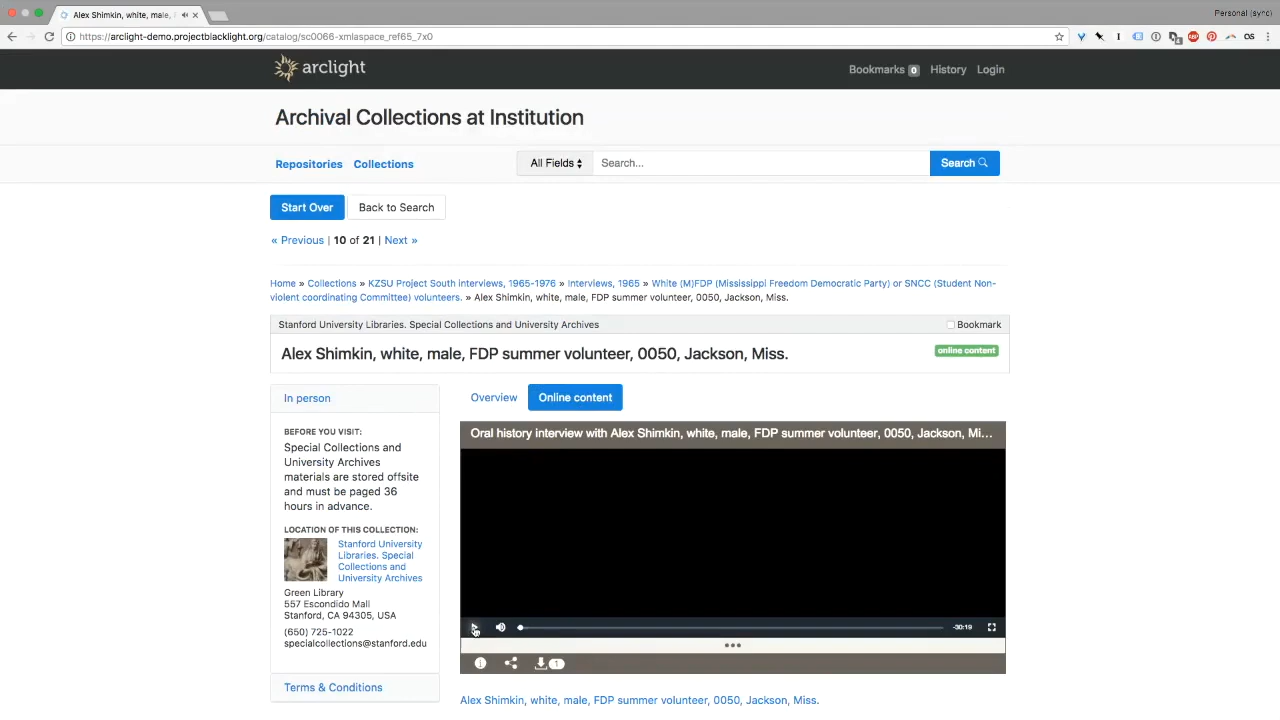 Alex Shimkin, white, male,
Personal (sync)
https://arclight-demo.projectblacklight.org/catalog/sc0066-xmlaspace_ref65_7x0
arclight
Bookmarks 0 History Login
Archival Collections at Institution
Repositories Collections All Fields Search... Search
Start Over Back to Search
« Previous | 10 of 21 | Next »
Home » Collections » KZSU Project South interviews, 1965-1976 » Interviews, 1965 » White (M)FDP (Mississippi Freedom Democratic Party) or SNCC (Student Non-
violent coordinating Committee) volunteers. » Alex Shimkin, white, male, FDP summer volunteer, 0050, Jackson, Miss.
Stanford University Libraries. Special Collections and University Archives Bookmark
Alex Shimkin, white, male, FDP summer volunteer, 0050, Jackson, Miss. online content
In person
BEFORE YOU VISIT:
Special Collections and
University Archives
materials are stored offsite
and must be paged 36
hours in advance.
LOCATION OF THIS COLLECTION:
Stanford University
Libraries. Special
Collections and
University Archives
Green Library
557 Escondido Mall
Stanford, CA 94305, USA
(650) 725-1022
specialcollections@stanford.edu
Terms & Conditions
Overview Online content
Oral history interview with Alex Shimkin, white, male, FDP summer volunteer, 0050, Jackson, Mi...
-30:19
1
Alex Shimkin, white, male, FDP summer volunteer, 0050, Jackson, Miss.